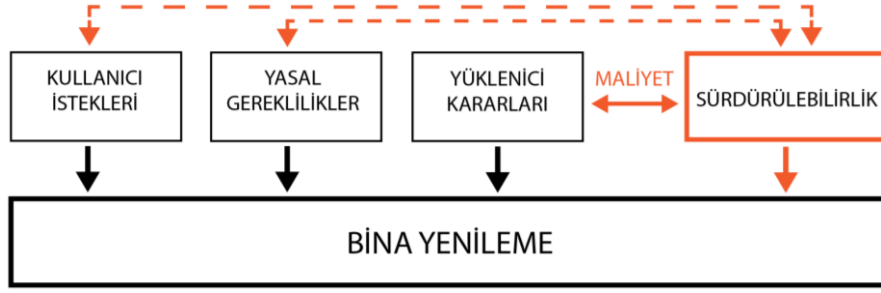 KULLANICI
İSTEKLERİ
YASAL
GEREKLİLİKLER
YÜKLENİCİ
KARARLARI
MALİYET
SÜRDÜRÜLEBİLİRLİK
BİNA YENİLEME